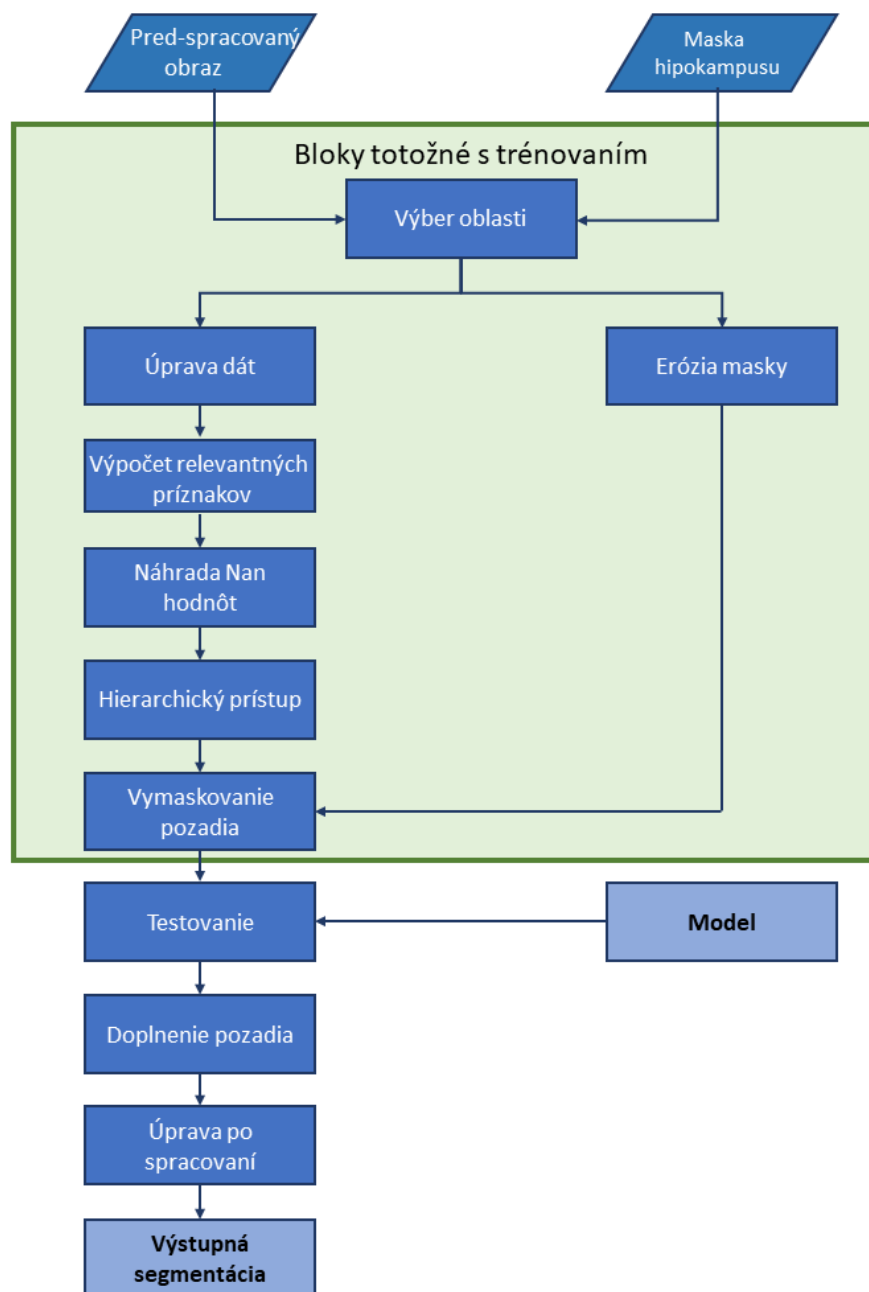 Pred-spracovaný
obraz
Maska
hipokampusu
Bloky totožné s trénovaním
Výber oblasti
Úprava dát
Erózia masky
Výpočet relevantných
príznakov
Náhrada Nan
hodnôt
Hierarchický prístup
Vymaskovanie
pozadia
Testovanie
Model
Doplnenie pozadia
Úprava po
spracovaní
Výstupná
segmentácia